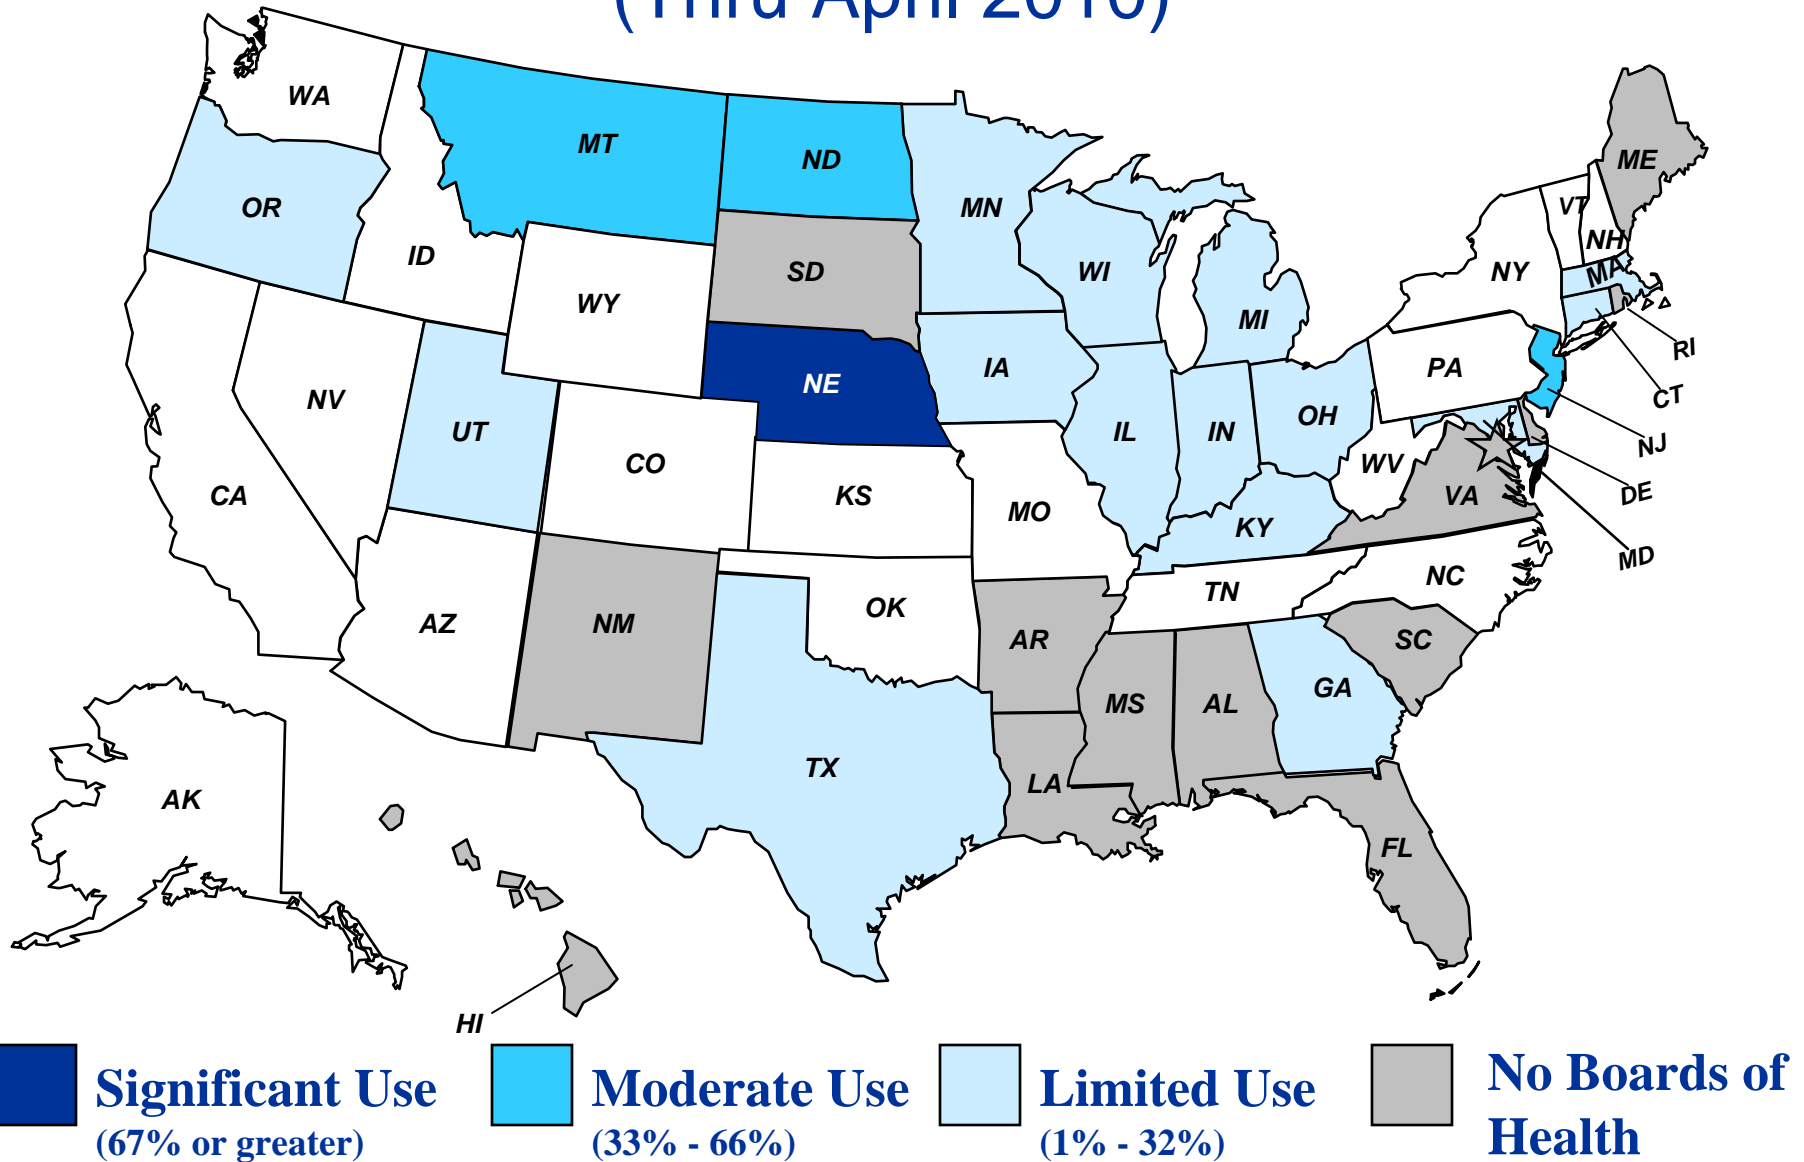 (Thru April 2010)
WA
MT
ND
ME
OR
MN
VT
ID
SD
WI
NH
NY
MA
WY
MI
RI
NE
IA
PA
CT
NV
UT
OH
NJ
CO
IL
IN
WV
CA
KS
VA
DE
MO
KY
MD
NC
AZ
NM
OK
TN
AR
SC
GA
MS
AL
TX
LA
AK
FL
HI
Significant Use
(67% or greater)
Moderate Use
(33% - 66%)
Limited Use
(1% - 32%)
No Boards of
Health